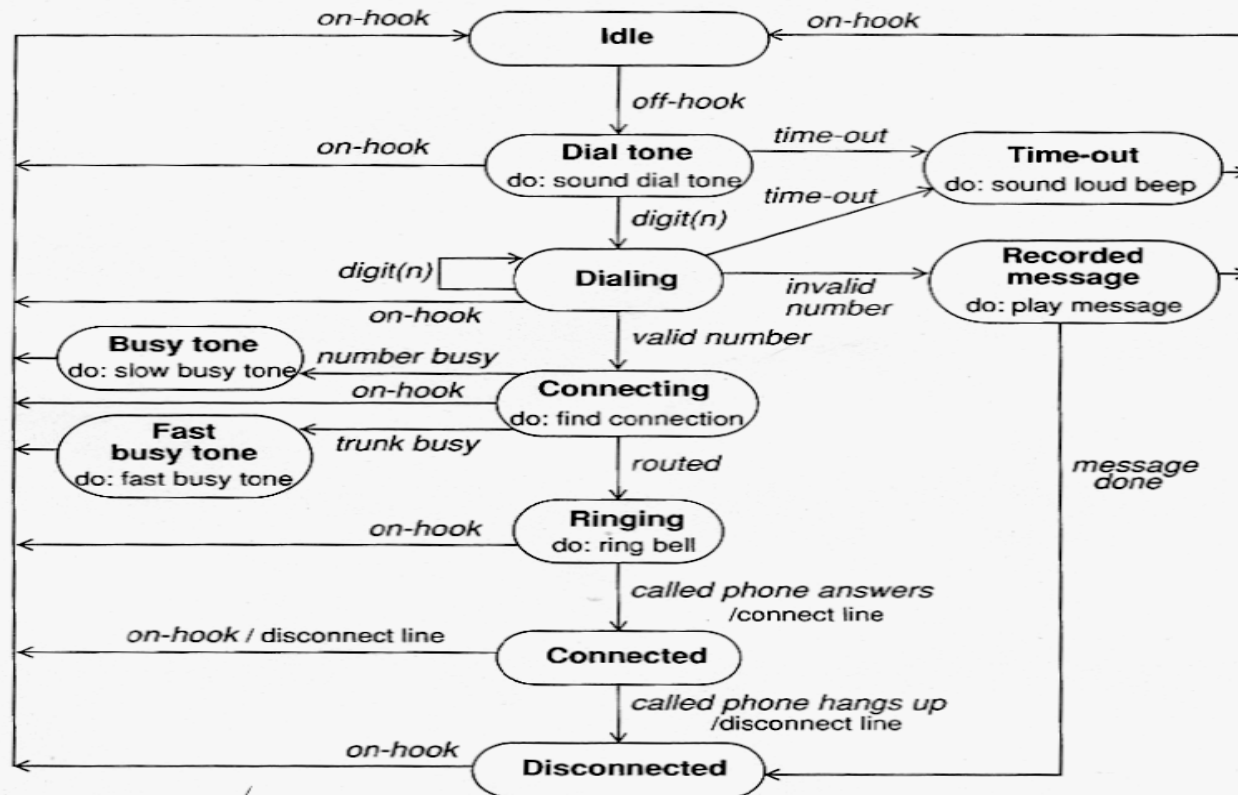 on-hook
Idle
on-hook
off-hook
on-hook
Dial tone
do: sound dial tone
time-out
Time-out
do: sound loud beep
time-out
digit(n)
digit(n)
Dialing
invalid
number
Recorded
message
do: play message
on-hook
valid number
Busy tone
do: slow busy tone
number busy
on-hook
Connecting
do: find connection
Fast
busy tone
do: fast busy tone
trunk busy
routed
message
done
on-hook
Ringing
do: ring bell
called phone answers
/connect line
on-hook / disconnect line
Connected
called phone hangs up
/disconnect line
on-hook
Disconnected